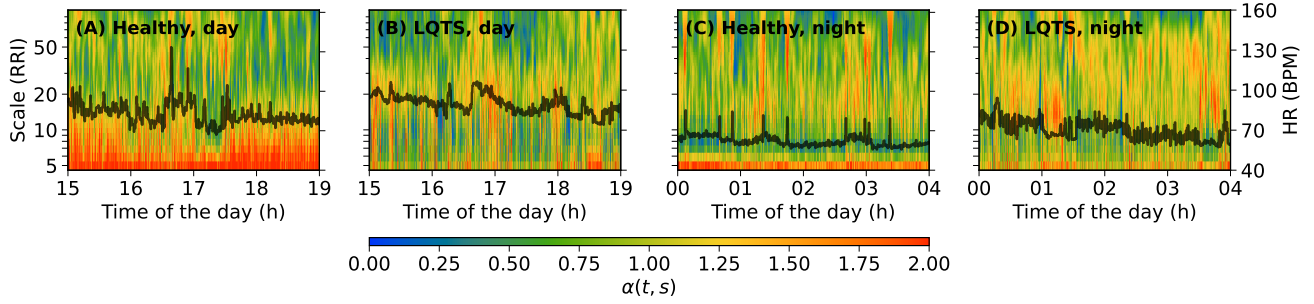 (A) Healthy, day
(B) LQTS, day
(C) Healthy, night
(D) LQTS, night
Scale (RRI)
50
20
10
5
160
130
100
70
40
HR (BPM)
15 16 17 18 19
15 16 17 18 19
00 01 02 03 04
00 01 02 03 04
Time of the day (h)
Time of the day (h)
Time of the day (h)
Time of the day (h)
0.00 0.25 0.50 0.75 1.00 1.25 1.50 1.75 2.00
α(t, s)